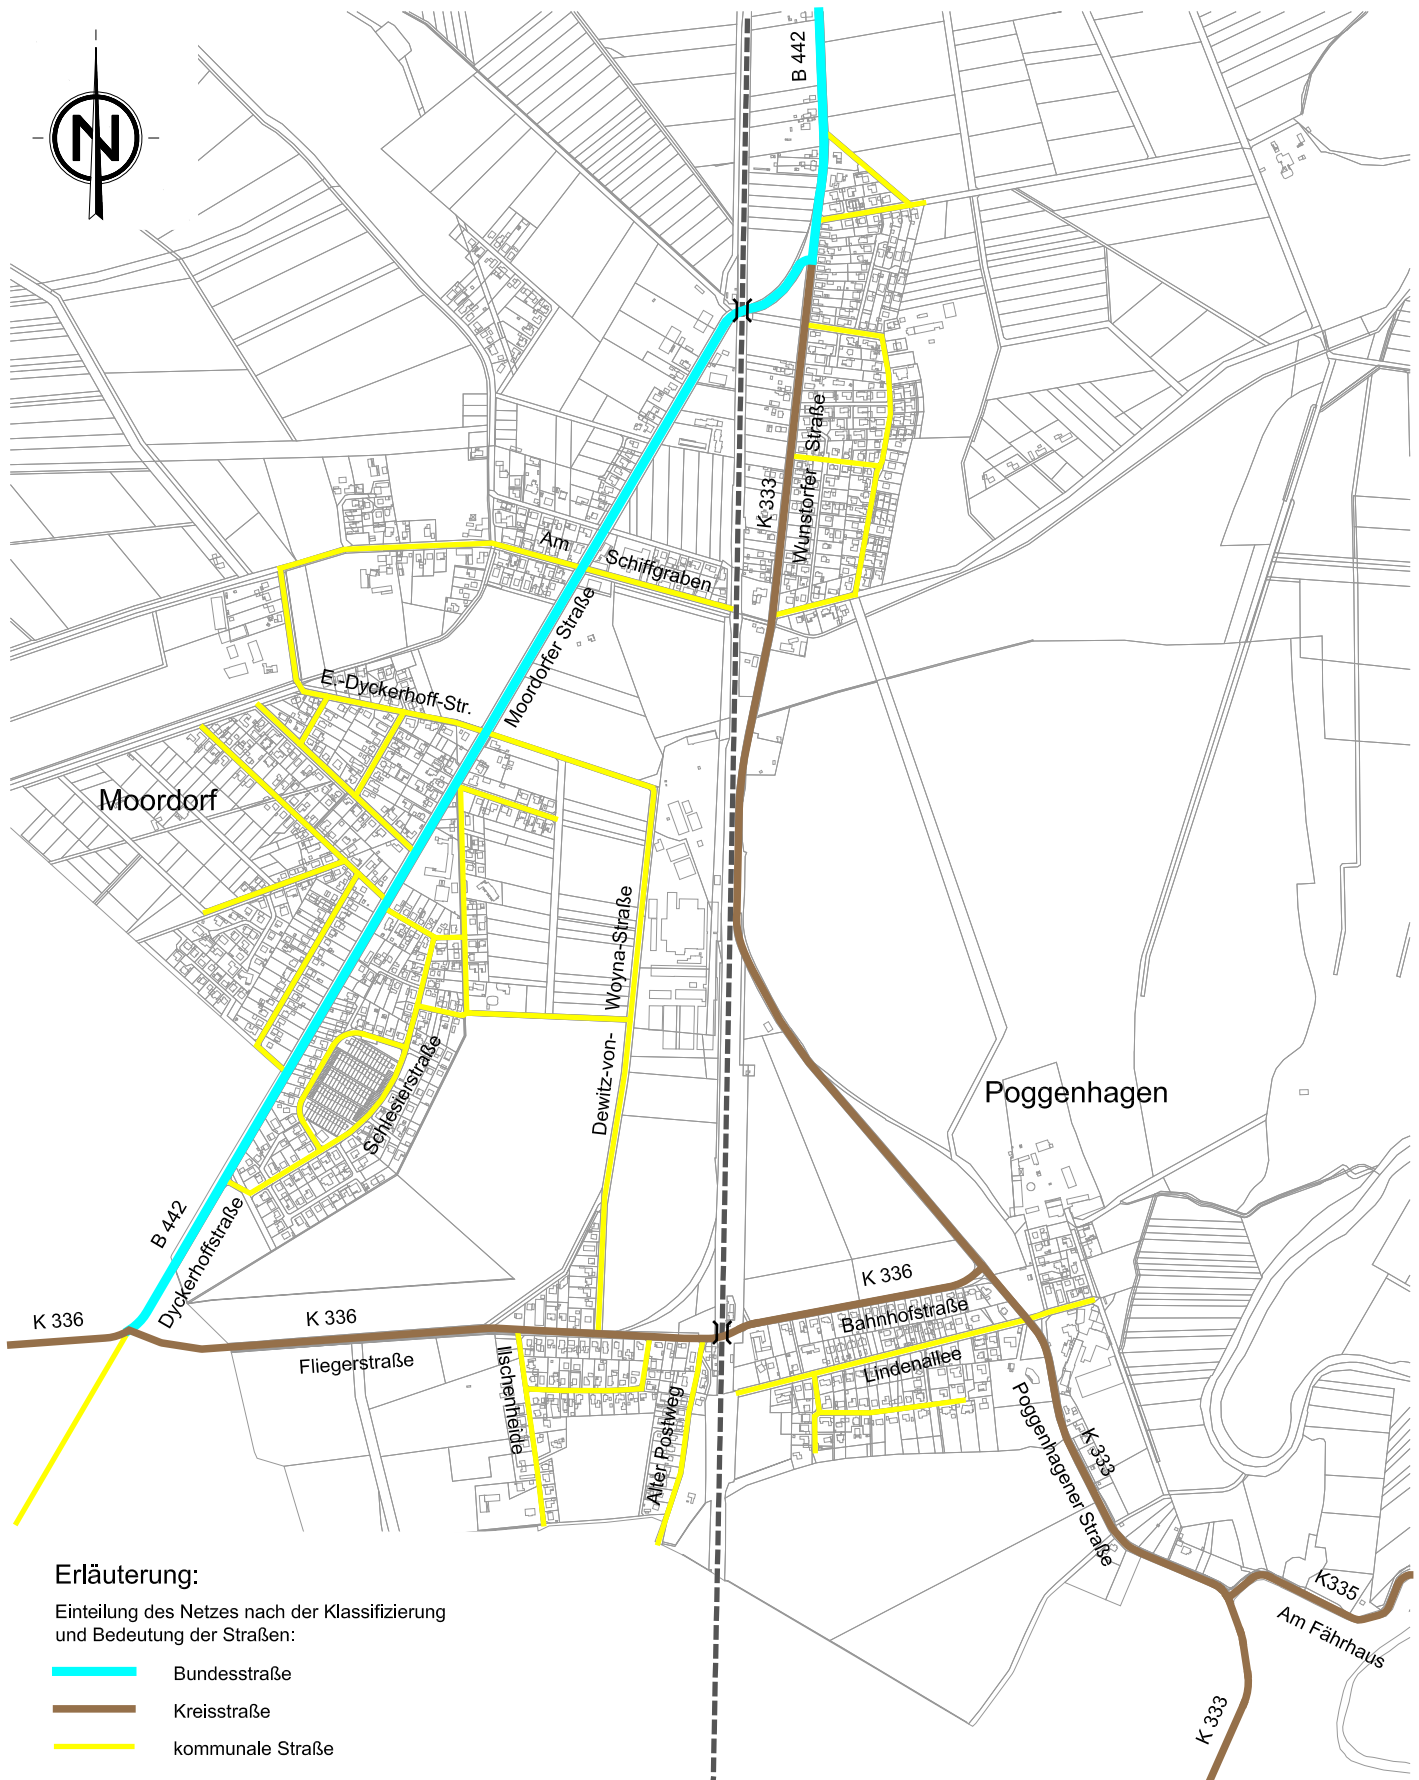 N
B 442
K 333
Wunstorfer Straße
Am Schiffgraben
Moordorfer Straße
E.-Dyckerhoff-Str.
Moordorf
Dewitz-von-Woyna-Straße
Schlesierstraße
Poggenhagen
B 442
Dyckerhoffstraße
K 336
K 336
Fliegerstraße
K 336
Bahnhofstraße
Lindenallee
Ilschenheide
Alter Postweg
Poggenhagener Straße
K 333
K335
Am Fährhaus
K 333
Erläuterung:
Einteilung des Netzes nach der Klassifizierung
und Bedeutung der Straßen:
Bundesstraße
Kreisstraße
kommunale Straße